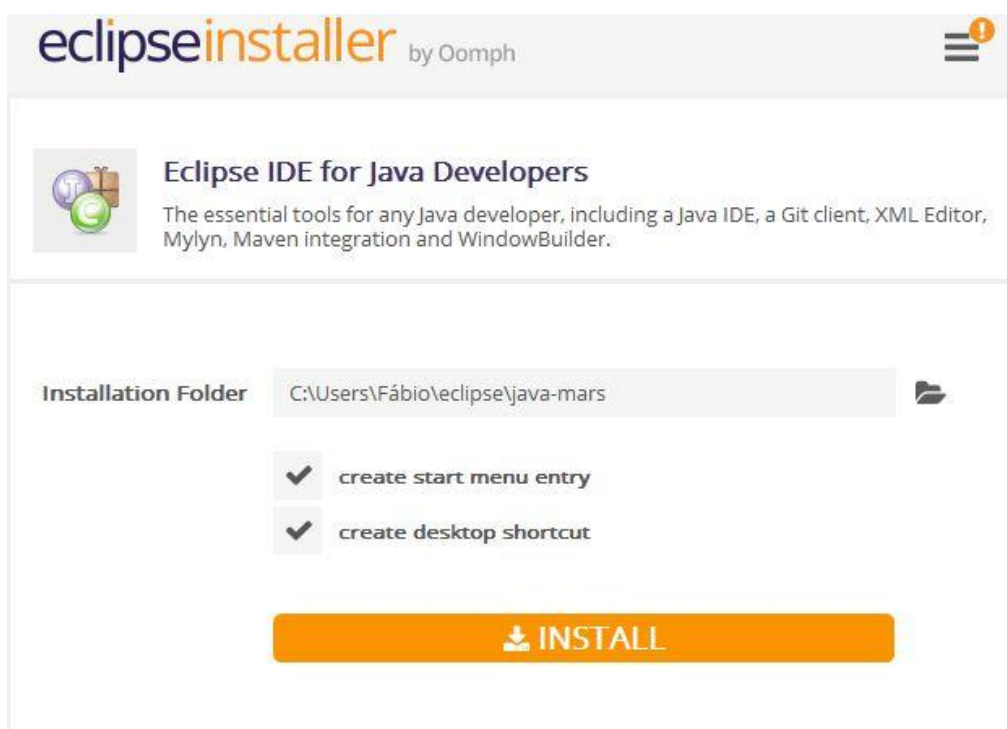 eclipseinstaller by Oomph
Eclipse IDE for Java Developers
The essential tools for any Java developer, including a Java IDE, a Git client, XML Editor,
Mylyn, Maven integration and WindowBuilder.
Installation Folder C:\Users\Fábio\eclipse\java-mars
create start menu entry
create desktop shortcut
INSTALL